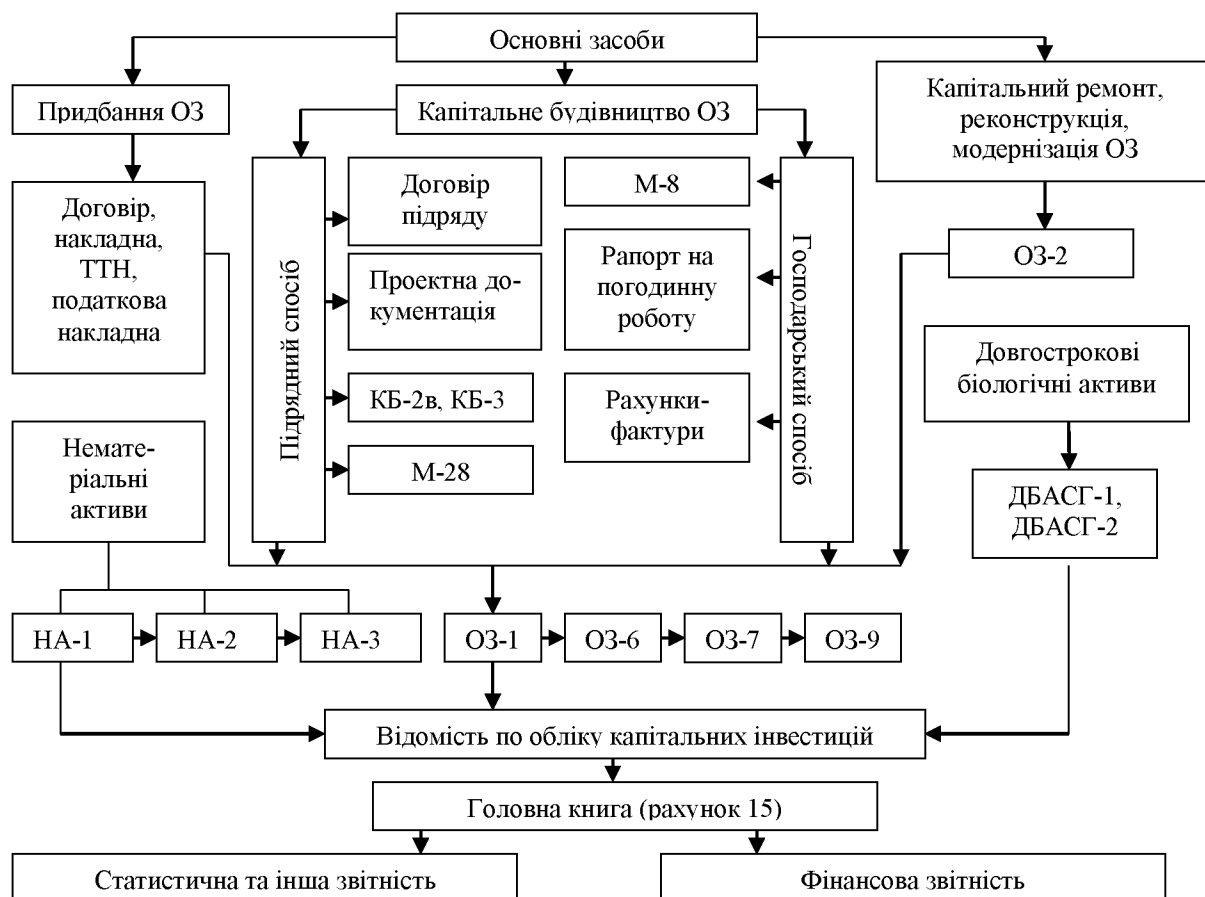 Основні засоби
Придбання ОЗ
Капітальне будівництво ОЗ
Капітальний ремонт,
реконструкція,
модернізація ОЗ
Договір,
накладна,
ТТН,
податкова
накладна
Підрядний спосіб
Договір
підряду
Проектна до-
кументація
КБ-2в, КБ-3
М-28
М-8
Рапорт на
погодинну
роботу
Рахунки-
фактури
Господарський спосіб
ОЗ-2
Довгострокові
біологічні активи
ДБАСГ-1,
ДБАСГ-2
Немате-
ріальні
активи
НА-1
НА-2
НА-3
ОЗ-1
ОЗ-6
ОЗ-7
ОЗ-9
Відомість по обліку капітальних інвестицій
Головна книга (рахунок 15)
Статистична та інша звітність
Фінансова звітність